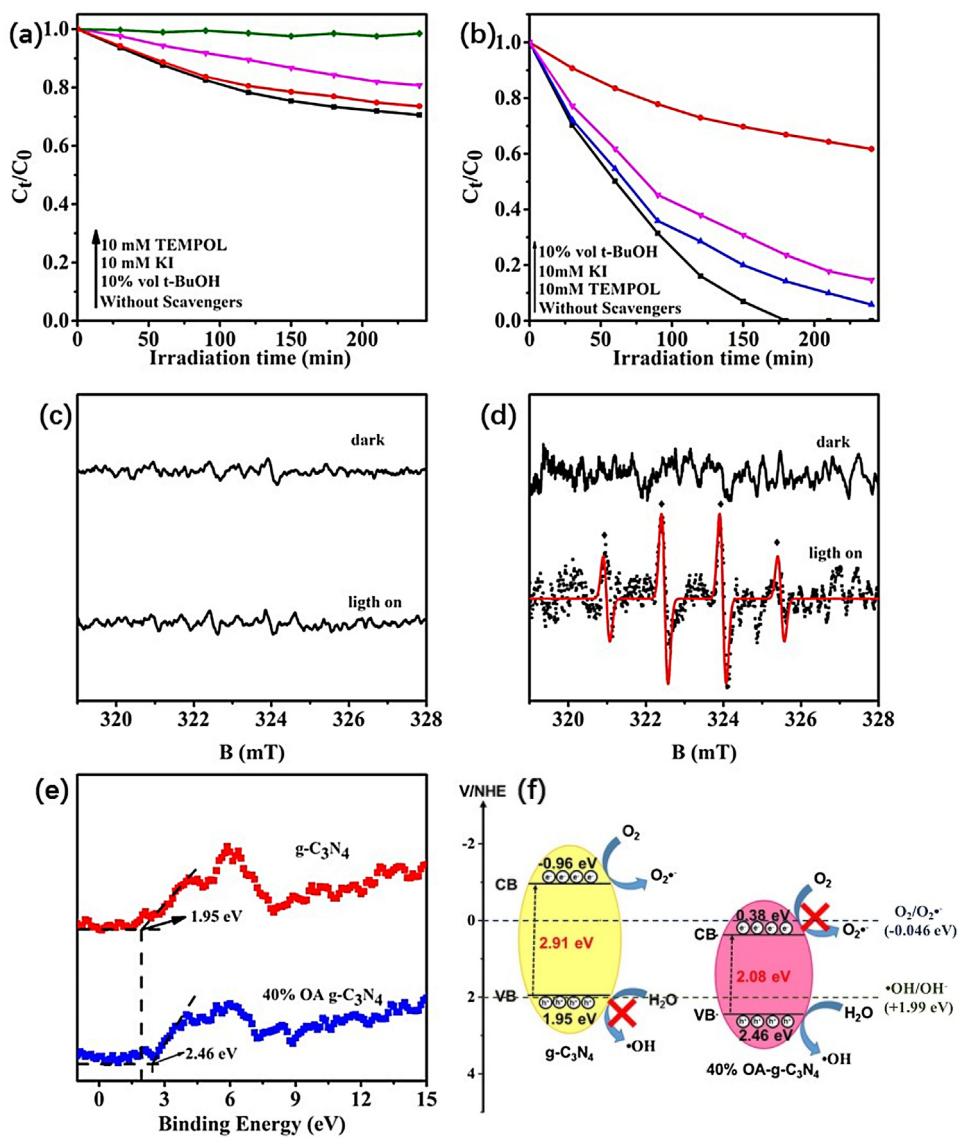 (a)
1.0
0.8
0.6
0.4
0.2
0.0
Ct/C0
10 mM TEMPOL
10 mM KI
10% vol t-BuOH
Without Scavengers
0 50 100 150 200
Irradiation time (min)
(b)
1.0
0.8
0.6
0.4
0.2
0.0
Ct/C0
10% vol t-BuOH
10mM KI
10mM TEMPOL
Without Scavengers
0 50 100 150 200
Irradiation time (min)
(c)
dark
ligth on
320 322 324 326 328
B (mT)
(d)
dark
ligth on
320 322 324 326 328
B (mT)
(e)
g-C3N4
1.95 eV
40% OA g-C3N4
2.46 eV
0 3 6 9 12 15
Binding Energy (eV)
(f)
V/NHE
-2
0
2
4
CB
-0.96 eV
e- e- e- e-
2.91 eV
VB
h+ h+ h+ h+
1.95 eV
O2
O2•-
H2O
•OH
g-C3N4
0.38 eV
CB
e- e- e- e-
2.08 eV
VB
h+ h+ h+ h+
2.46 eV
O2
O2•-
H2O
•OH
40% OA-g-C3N4
O2/O2•-
(-0.046 eV)
•OH/OH-
(+1.99 eV)